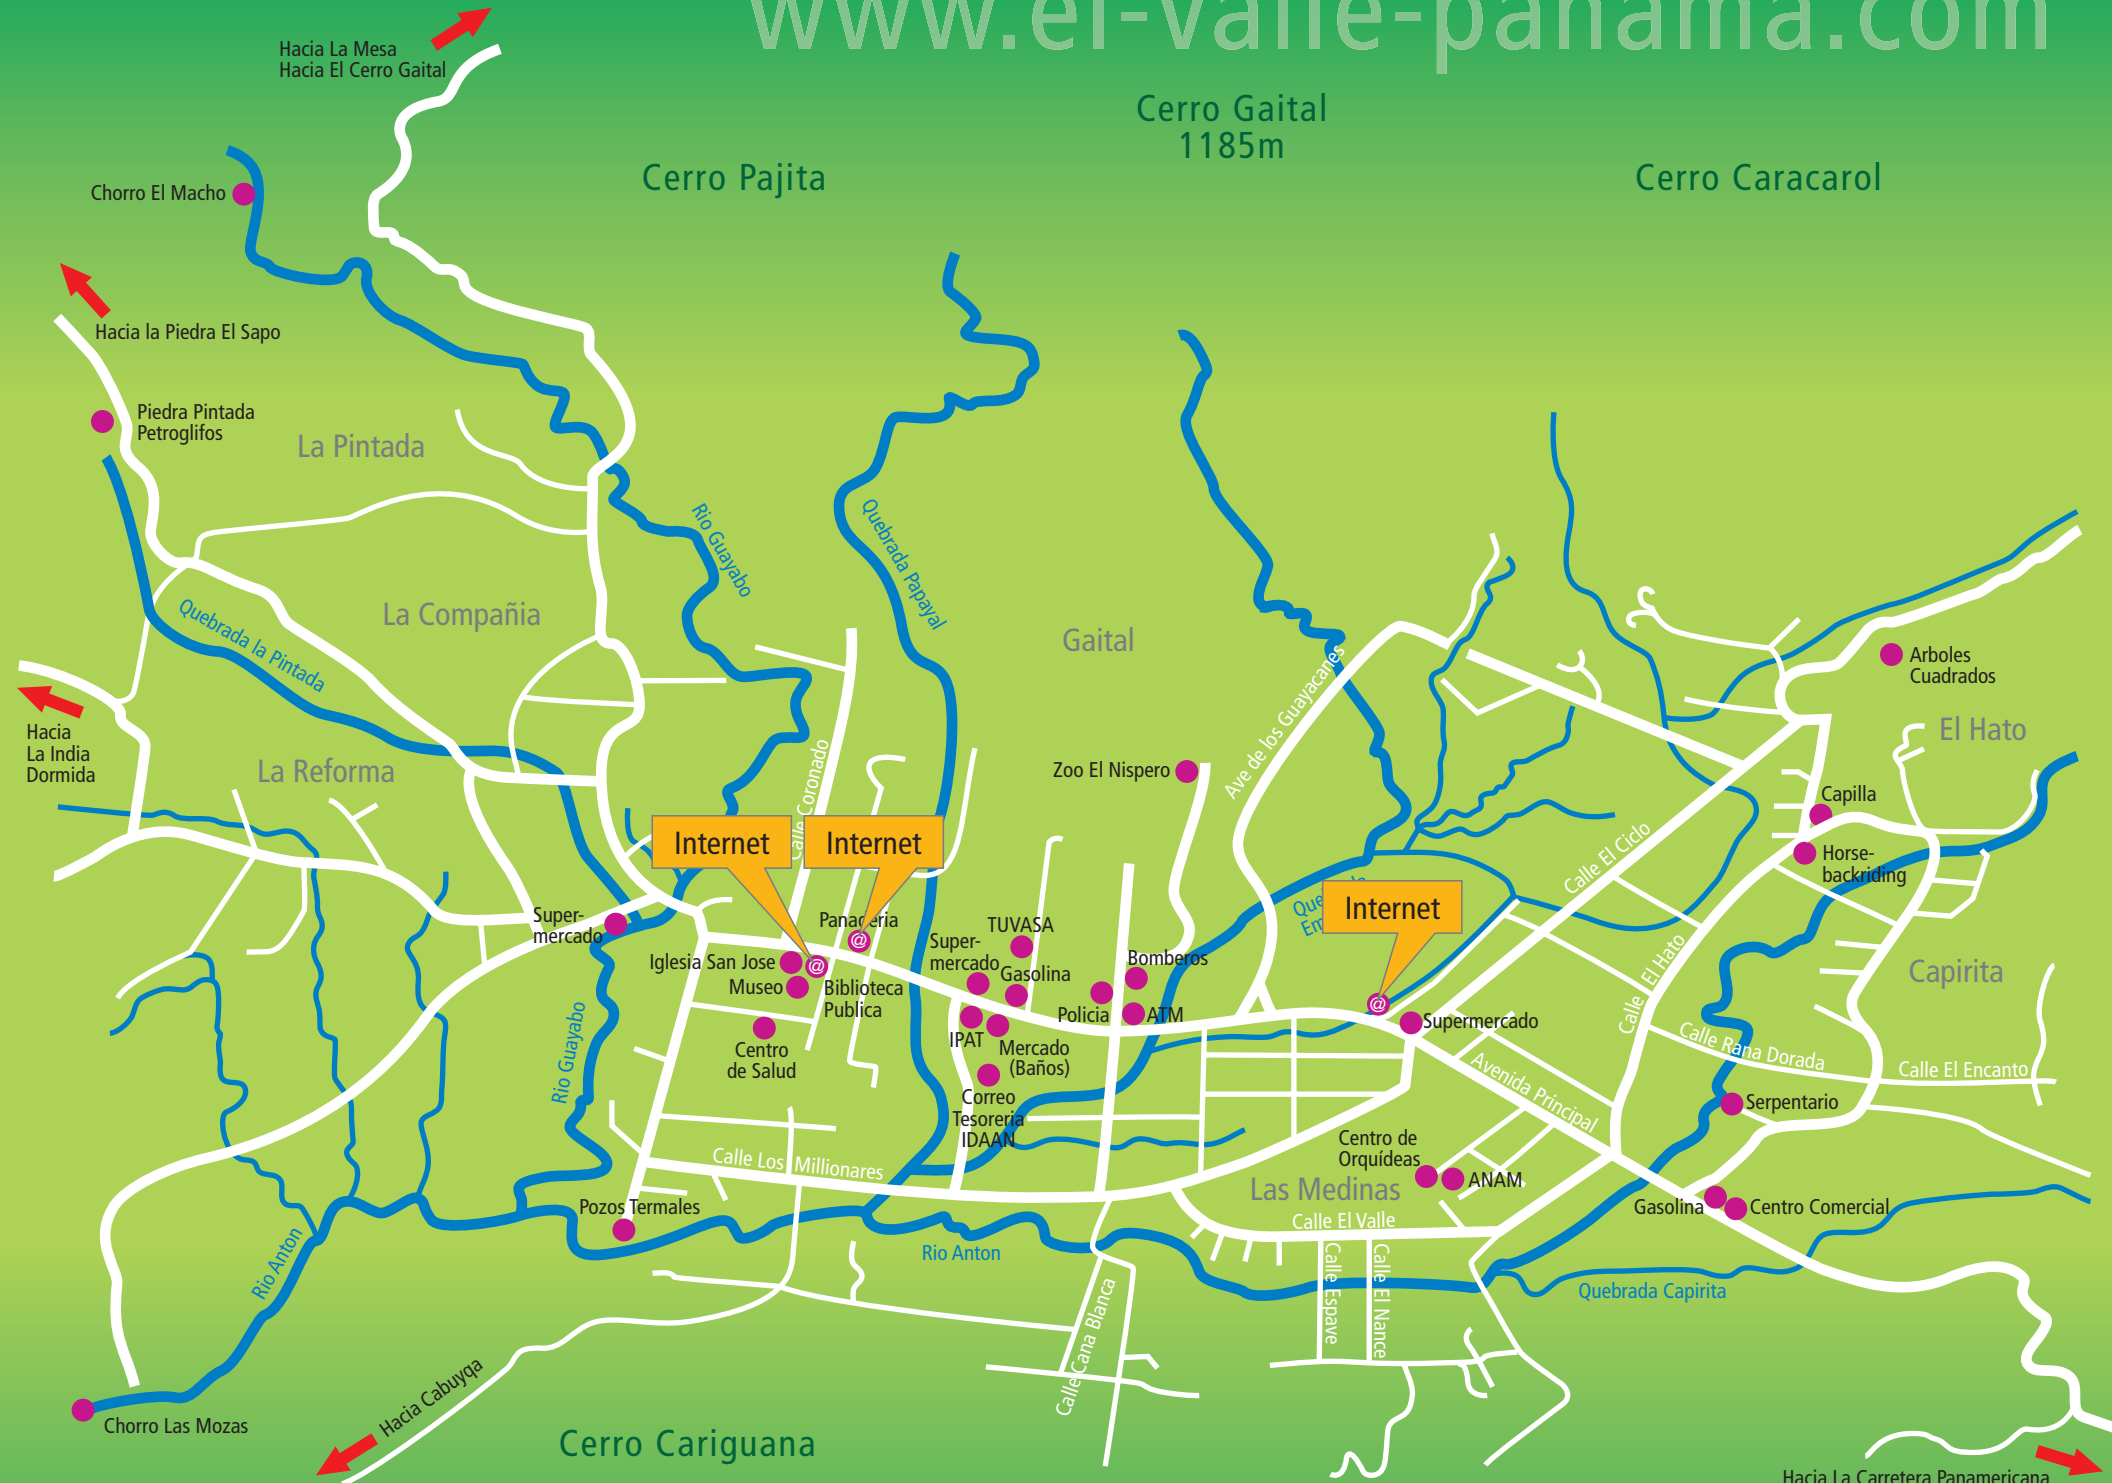 www.el-valle-panama.com
Hacia La Mesa
Hacia El Cerro Gaital
Cerro Gaital
1185m
Cerro Pajita
Cerro Caracarol
Chorro El Macho
Hacia la Piedra El Sapo
Piedra Pintada
Petroglifos
La Pintada
Rio Guayabo
Quebrada Papayal
Quebrada la Pintada
La Compañia
Gaital
Ave de los Guayacanes
Arboles
Cuadrados
El Hato
Hacia
La India
Dormida
La Reforma
Calle Coronado
Zoo El Nispero
Capilla
Internet
Internet
Calle El Ciclo
Horse-
backriding
Internet
Super-
mercado
Panaderia
TUVASA
Super-
mercado
Gasolina
Bomberos
Iglesia San Jose
Museo
Biblioteca
Publica
Policia
ATM
Calle El Hato
Capirita
Supermercado
IPAT
Mercado
(Baños)
Centro
de Salud
Rio Guayabo
Correo
Tesoreria
IDAAN
Calle Rana Dorada
Calle El Encanto
Avenida Principal
Serpentario
Centro de
Orquídeas
ANAM
Calle Los Millionares
Las Medinas
Pozos Termales
Gasolina
Centro Comercial
Calle El Valle
Rio Anton
Rio Anton
Calle Espave
Calle El Nance
Quebrada Capirita
Calle Cana Blanca
Hacia Cabuyqa
Chorro Las Mozas
Cerro Cariguana
Hacia La Carretera Panamericana